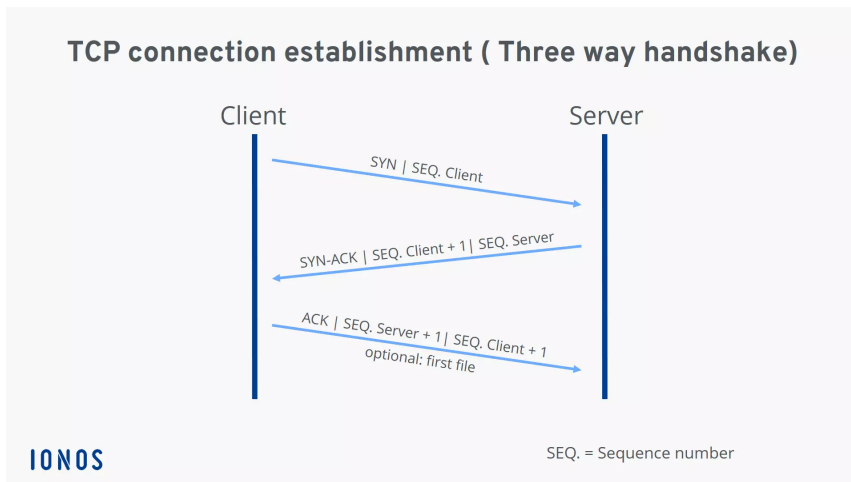 TCP connection establishment ( Three way handshake)
Client
Server
SYN | SEQ. Client
SYN-ACK | SEQ. Client + 1| SEQ. Server
ACK | SEQ. Server + 1| SEQ. Client + 1
optional: first file
IONOS
SEQ. = Sequence number